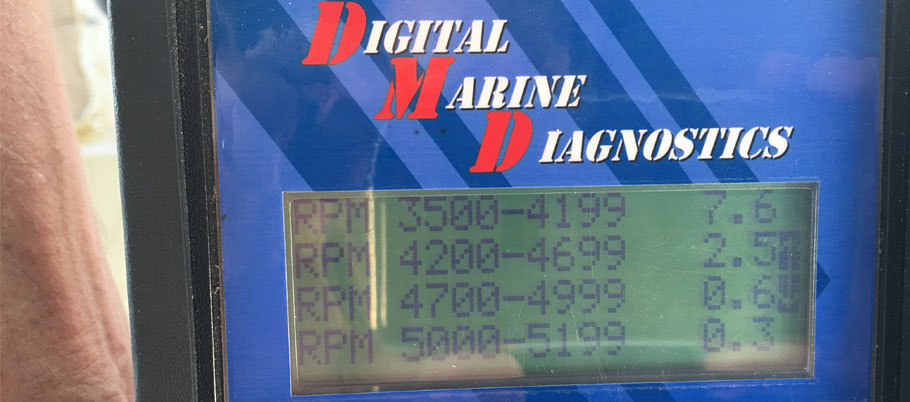 DIGITAL
MARINE
DIAGNOSTICS
RPM 3500-4199 7.6
RPM 4200-4699 2.5
RPM 4700-4999 0.6
RPM 5000-5199 0.3